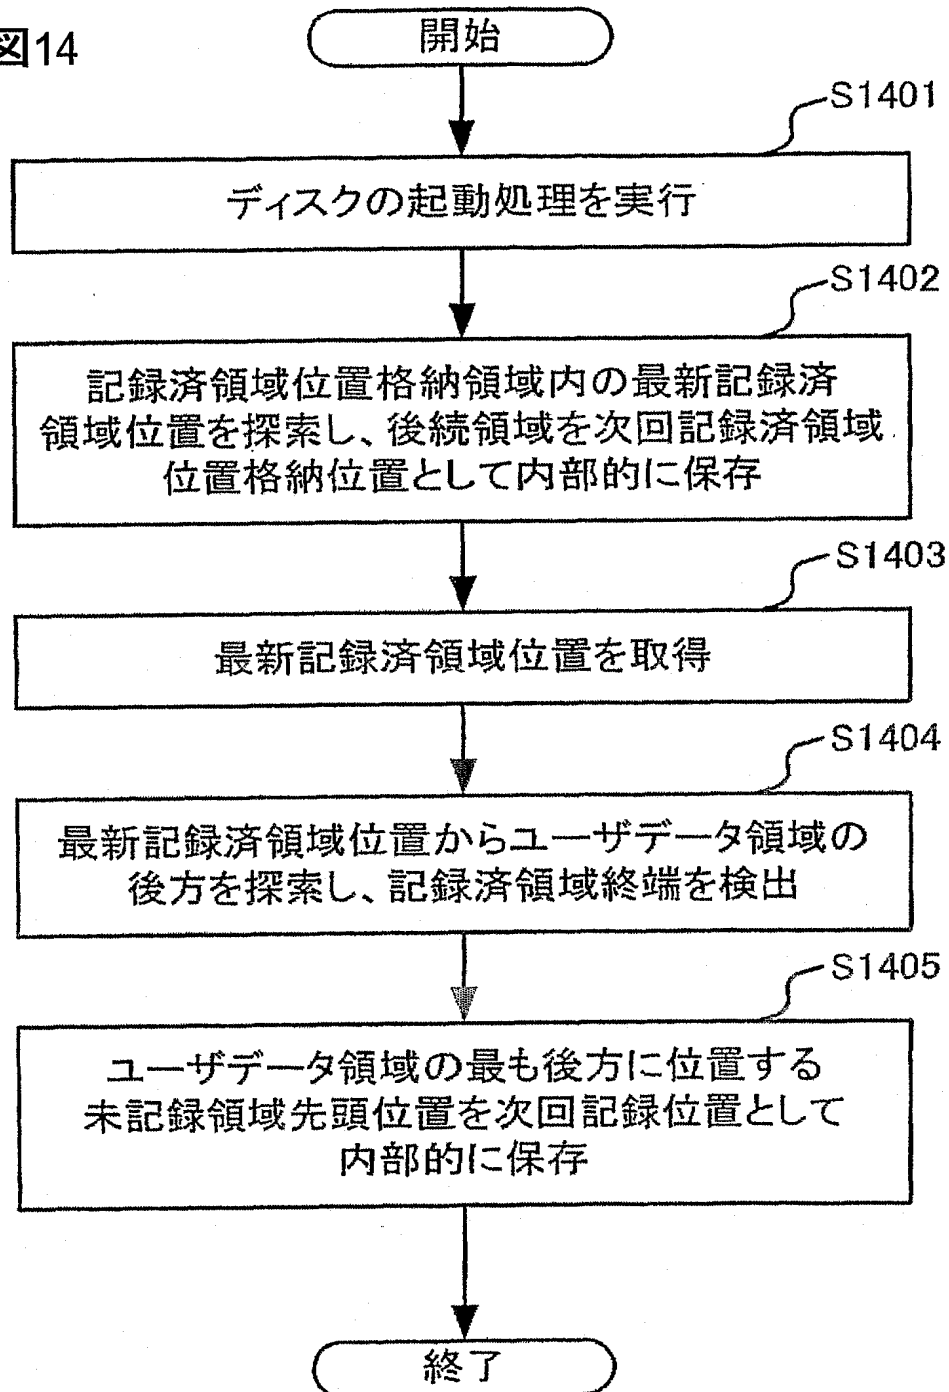 図14
開始
S1401
ディスクの起動処理を実行
S1402
記録済領域位置格納領域内の最新記録済
領域位置を探索し、後続領域を次回記録済領域
位置格納位置として内部的に保存
S1403
最新記録済領域位置を取得
S1404
最新記録済領域位置からユーザデータ領域の
後方を探索し、記録済領域終端を検出
S1405
ユーザデータ領域の最も後方に位置する
未記録領域先頭位置を次回記録位置として
内部的に保存
終了